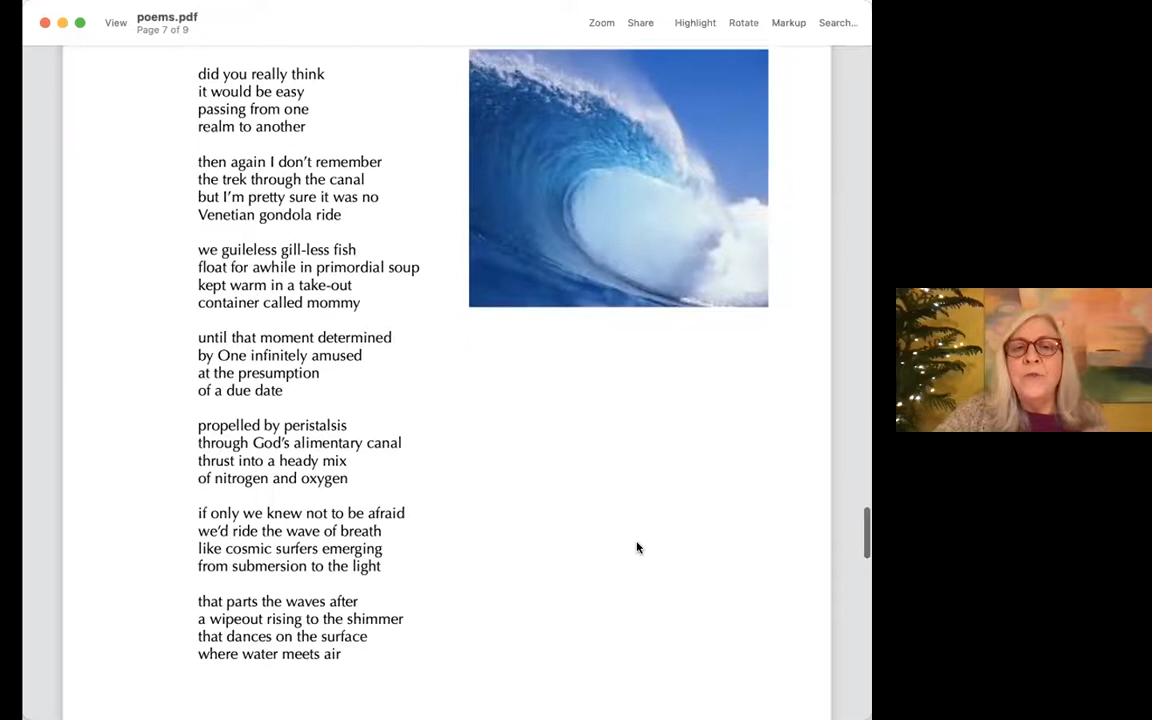 View
poems.pdf
Page 7 of 9
Zoom
Share
Highlight
Rotate
Markup
Search...
did you really think
it would be easy
passing from one
realm to another
then again I don’t remember
the trek through the canal
but I’m pretty sure it was no
Venetian gondola ride
we guileless gill-less fish
float for awhile in primordial soup
kept warm in a take-out
container called mommy
until that moment determined
by One infinitely amused
at the presumption
of a due date
propelled by peristalsis
through God’s alimentary canal
thrust into a heady mix
of nitrogen and oxygen
if only we knew not to be afraid
we’d ride the wave of breath
like cosmic surfers emerging
from submersion to the light
that parts the waves after
a wipeout rising to the shimmer
that dances on the surface
where water meets air